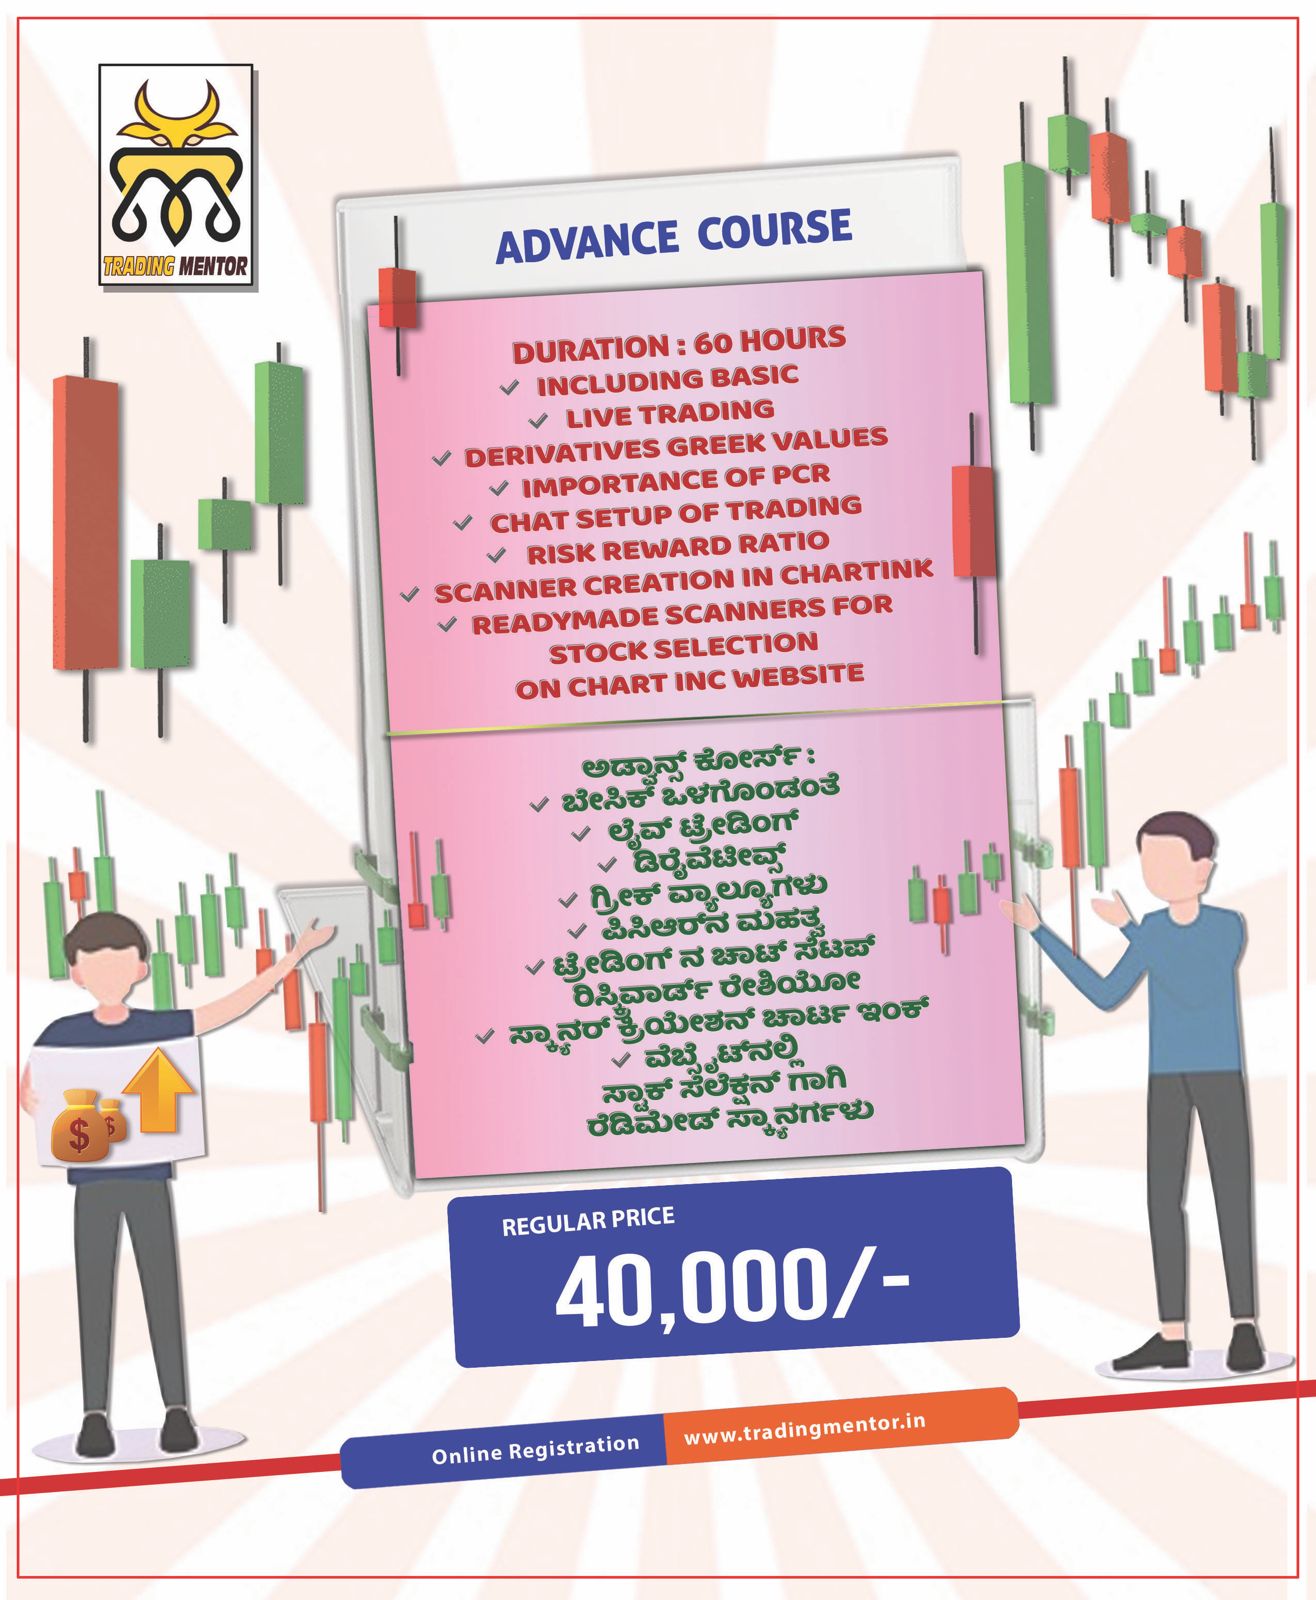 TRADING MENTOR
ADVANCE COURSE
DURATION : 60 HOURS
INCLUDING BASIC
LIVE TRADING
DERIVATIVES GREEK VALUES
IMPORTANCE OF PCR
CHAT SETUP OF TRADING
RISK REWARD RATIO
SCANNER CREATION IN CHARTINK
READYMADE SCANNERS FOR
STOCK SELECTION
ON CHART INC WEBSITE
ಅಡ್ವಾನ್ಸ್ ಕೋರ್ಸ್ :
ಬೇಸಿಕ್ ಒಳಗೊಂಡಂತೆ
ಲೈವ್ ಟ್ರೇಡಿಂಗ್
ಡಿರೈವೆಟೀವ್ಸ್
ಗ್ರೀಕ್ ವ್ಯಾಲ್ಯೂಗಳು
ಪಿಸಿಆರ್‌ನ ಮಹತ್ವ
ಟ್ರೇಡಿಂಗ್ ನ ಚಾಟ್ ಸೆಟಪ್
ರಿಸ್ಕ್ರಿವಾರ್ಡ್ ರೇಶಿಯೋ
ಸ್ಕ್ಯಾನರ್ ಕ್ರಿಯೇಶನ್ ಚಾರ್ಟ ಇಂಕ್
ವೆಬ್ಸೈಟ್‌ನಲ್ಲಿ
ಸ್ಟಾಕ್ ಸೆಲೆಕ್ಷನ್ ಗಾಗಿ
ರೆಡಿಮೇಡ್ ಸ್ಕ್ಯಾನರ್ಗಳು
REGULAR PRICE
40,000/-
Online Registration www.tradingmentor.in